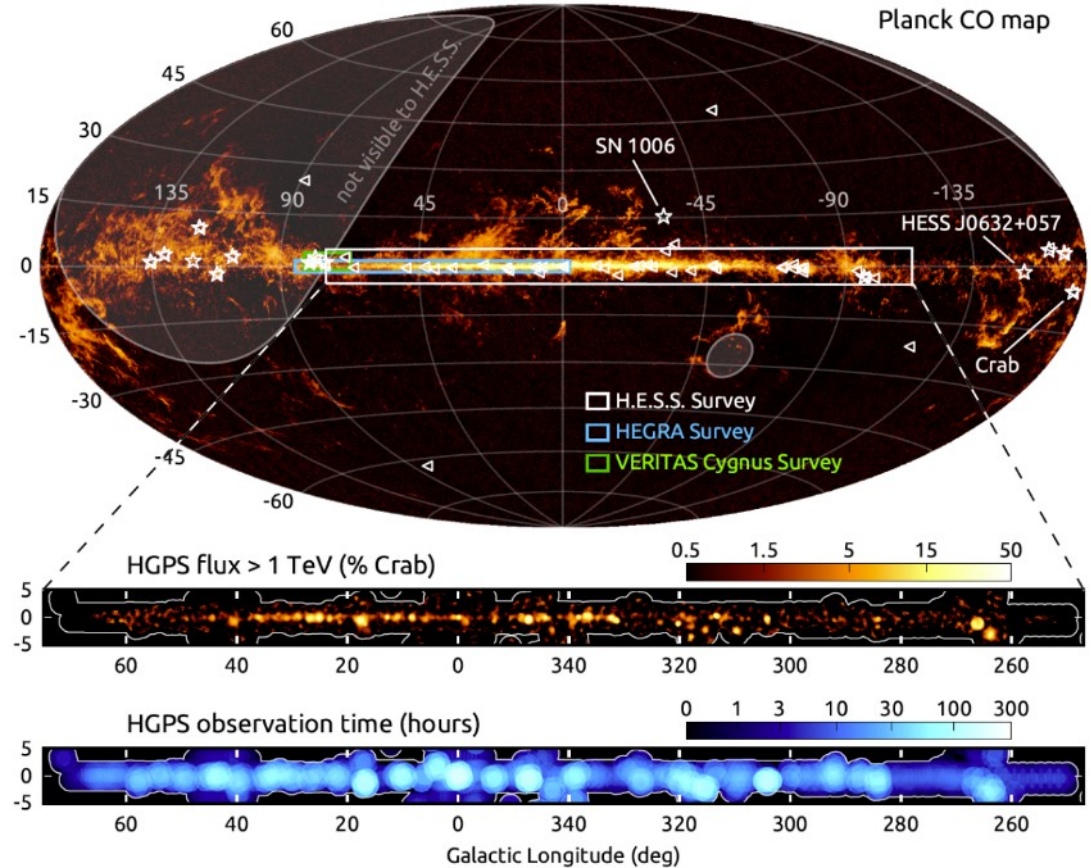 Planck CO map
60
45
30
15
0
-15
-30
-45
-60
not visible to H.E.S.S.
135
90
45
0
-45
-90
-135
SN 1006
HESS J0632+057
Crab
H.E.S.S. Survey
HEGRA Survey
VERITAS Cygnus Survey
HGPS flux > 1 TeV (% Crab)
0.5 1.5 5 15 50
5
0
-5
60 40 20 0 340 320 300 280 260
HGPS observation time (hours)
0 1 3 10 30 100 300
5
0
-5
60 40 20 0 340 320 300 280 260
Galactic Longitude (deg)